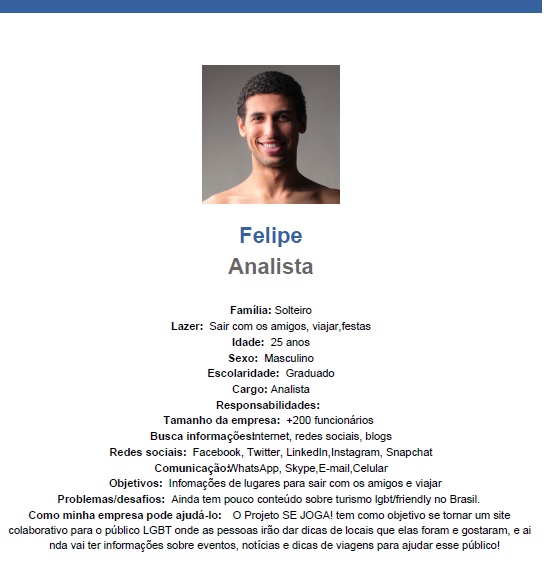 Felipe
Analista
Família: Solteiro
Lazer: Sair com os amigos, viajar,festas
Idade: 25 anos
Sexo: Masculino
Escolaridade: Graduado
Cargo: Analista
Responsabilidades:
Tamanho da empresa: +200 funcionários
Busca informações:Internet, redes sociais, blogs
Redes sociais: Facebook, Twitter, LinkedIn,Instagram, Snapchat
Comunicação:WhatsApp, Skype,E-mail,Celular
Objetivos: Infomações de lugares para sair com os amigos e viajar
Problemas/desafios: Ainda tem pouco conteúdo sobre turismo lgbt/friendly no Brasil.
Como minha empresa pode ajudá-lo: O Projeto SE JOGA! tem como objetivo se tornar um site
colaborativo para o público LGBT onde as pessoas irão dar dicas de locais que elas foram e gostaram, e ai
nda vai ter informações sobre eventos, notícias e dicas de viagens para ajudar esse público!